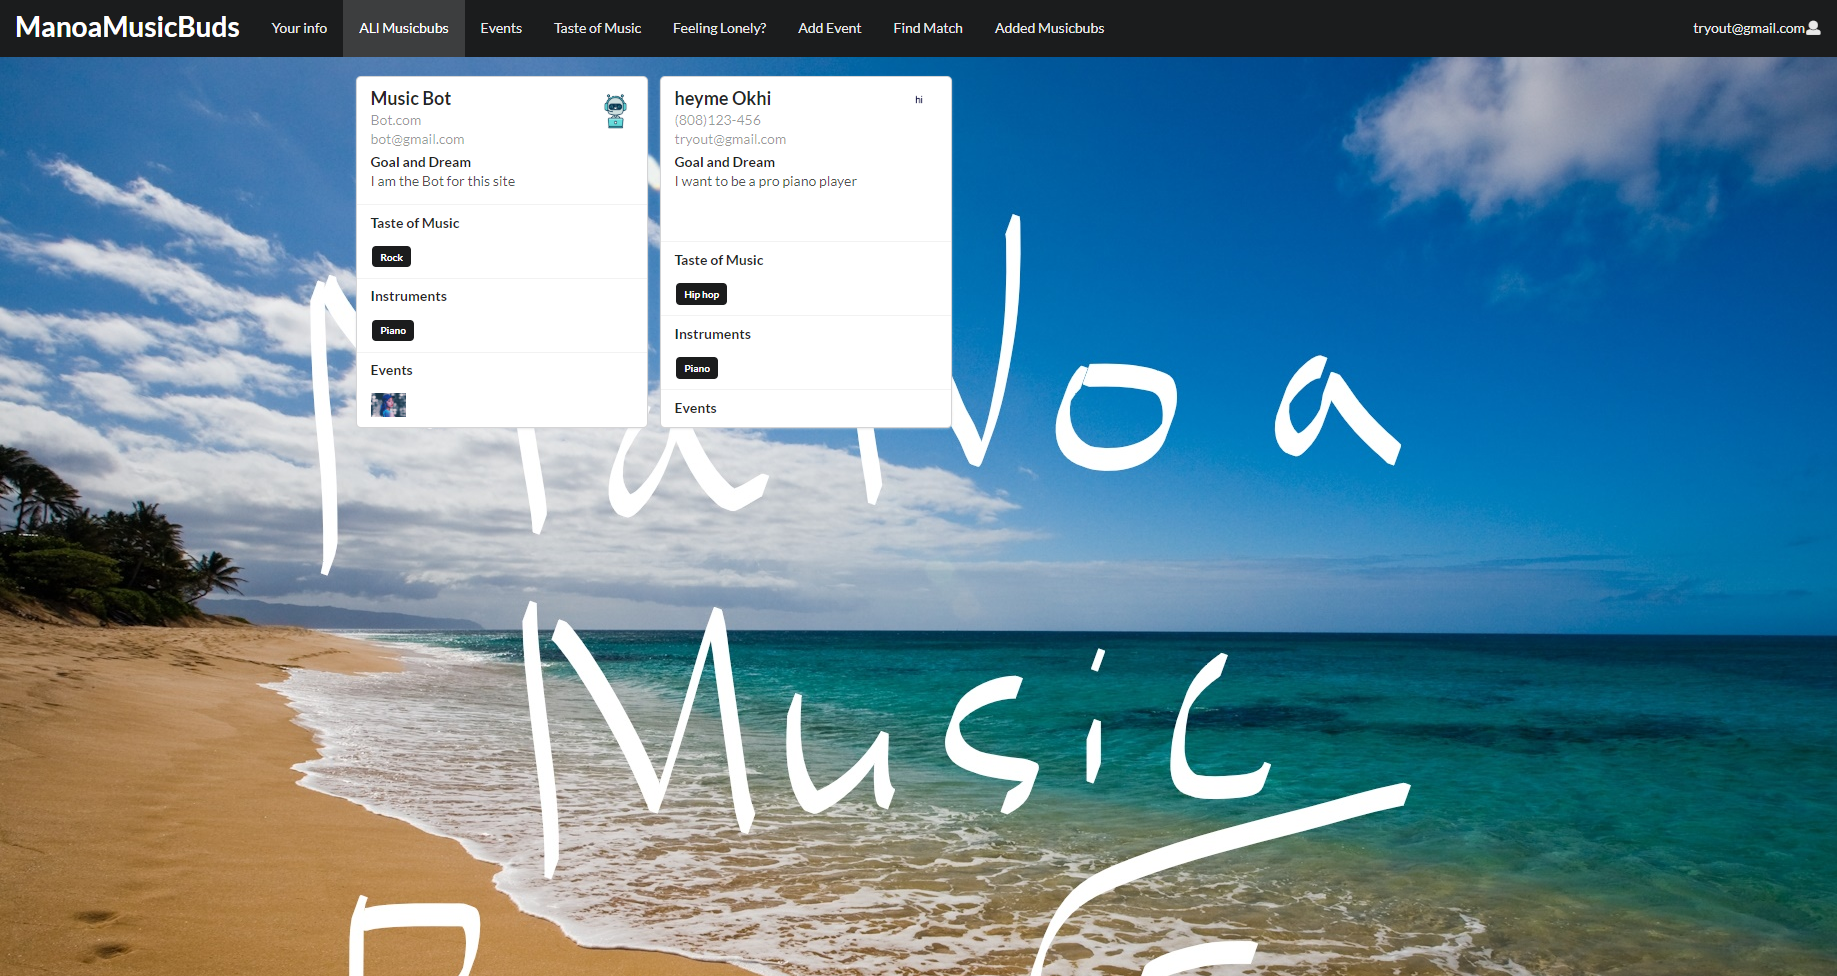 ManoaMusicBuds Your info ALl Musicbubs Events Taste of Music Feeling Lonely? Add Event Find Match Added Musicbubs tryout@gmail.com
Music Bot
Bot.com
bot@gmail.com
Goal and Dream
I am the Bot for this site
Taste of Music
Rock
Instruments
Piano
Events
heyme Okhi
hi
(808)123-456
tryout@gmail.com
Goal and Dream
I want to be a pro piano player
Taste of Music
Hip hop
Instruments
Piano
Events
MaNoa
Music